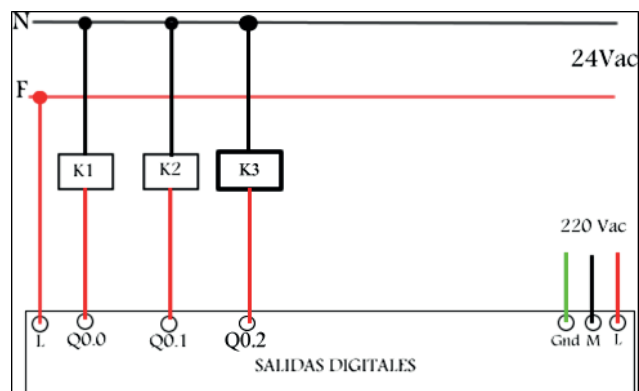 N
24Vac
F
K1 K2 K3
220 Vac
L Q0.0 Q0.1 Q0.2 Gnd M L
SALIDAS DIGITALES